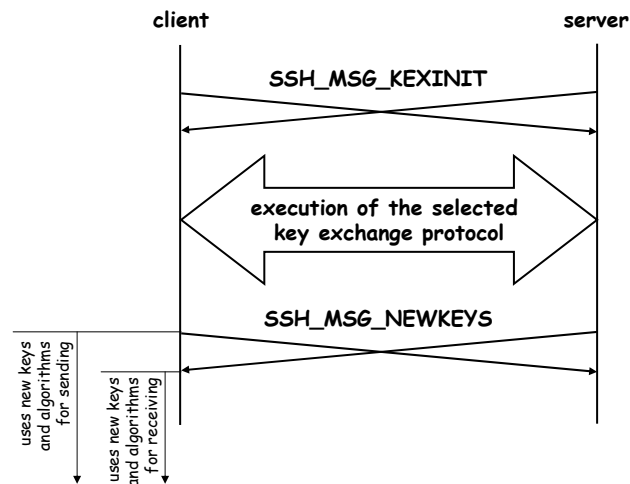 client
server
SSH_MSG_KEXINIT
execution of the selected
key exchange protocol
SSH_MSG_NEWKEYS
uses new keys
and algorithms
for sending
uses new keys
and algorithms
for receiving